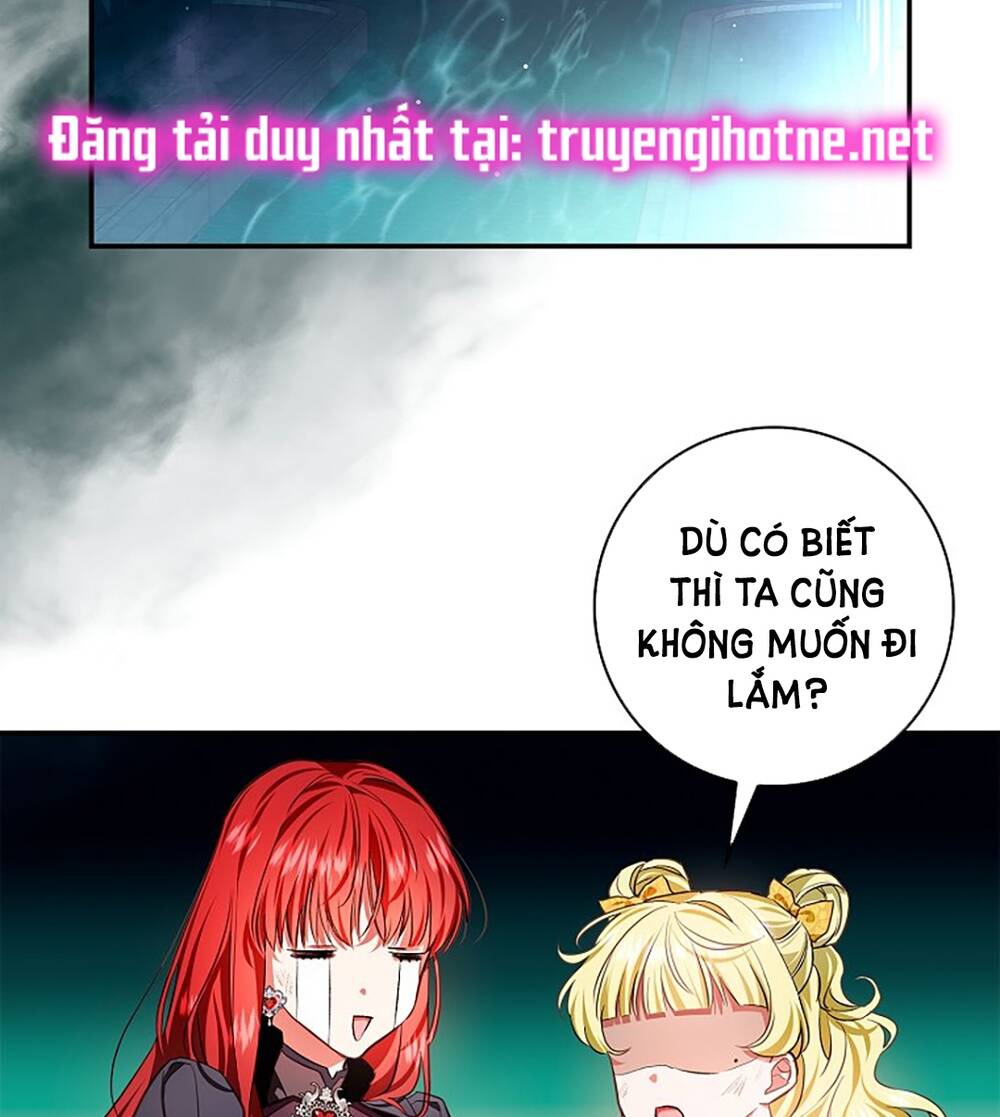 Đăng tải duy nhất tại: truyengihotne.net
DÙ CÓ BIẾT
THÌ TA CŨNG
KHÔNG MUỐN ĐI
LẮM?